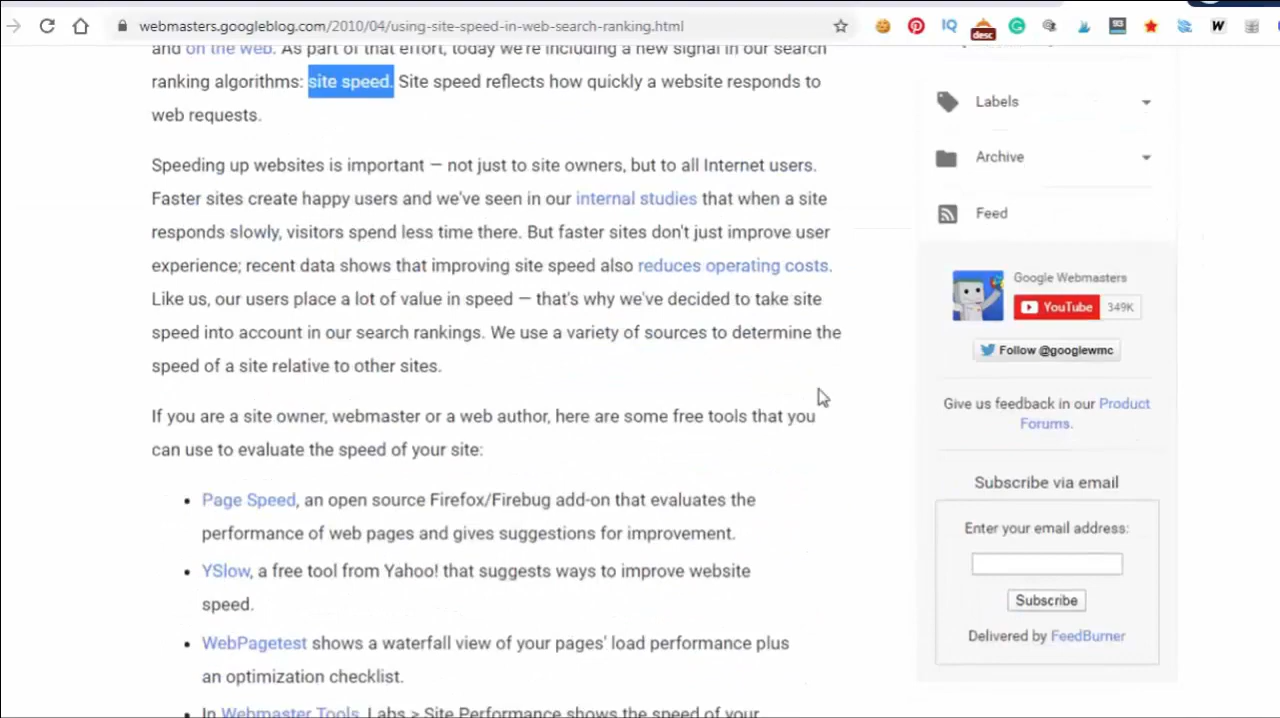 webmasters.googleblog.com/2010/04/using-site-speed-in-web-search-ranking.html
desc
W
and on the web. As part of that effort, today we're including a new signal in our search
ranking algorithms: site speed. Site speed reflects how quickly a website responds to
web requests.
Speeding up websites is important — not just to site owners, but to all Internet users.
Faster sites create happy users and we've seen in our internal studies that when a site
responds slowly, visitors spend less time there. But faster sites don't just improve user
experience; recent data shows that improving site speed also reduces operating costs.
Like us, our users place a lot of value in speed — that's why we've decided to take site
speed into account in our search rankings. We use a variety of sources to determine the
speed of a site relative to other sites.
If you are a site owner, webmaster or a web author, here are some free tools that you
can use to evaluate the speed of your site:
• Page Speed, an open source Firefox/Firebug add-on that evaluates the
performance of web pages and gives suggestions for improvement.
• YSlow, a free tool from Yahoo! that suggests ways to improve website
speed.
• WebPagetest shows a waterfall view of your pages' load performance plus
an optimization checklist.
• In Webmaster Tools, Labs > Site Performance shows the speed of your
Labels
Archive
Feed
Google Webmasters
YouTube 349K
Follow @googlewmc
Give us feedback in our Product
Forums.
Subscribe via email
Enter your email address:
Subscribe
Delivered by FeedBurner